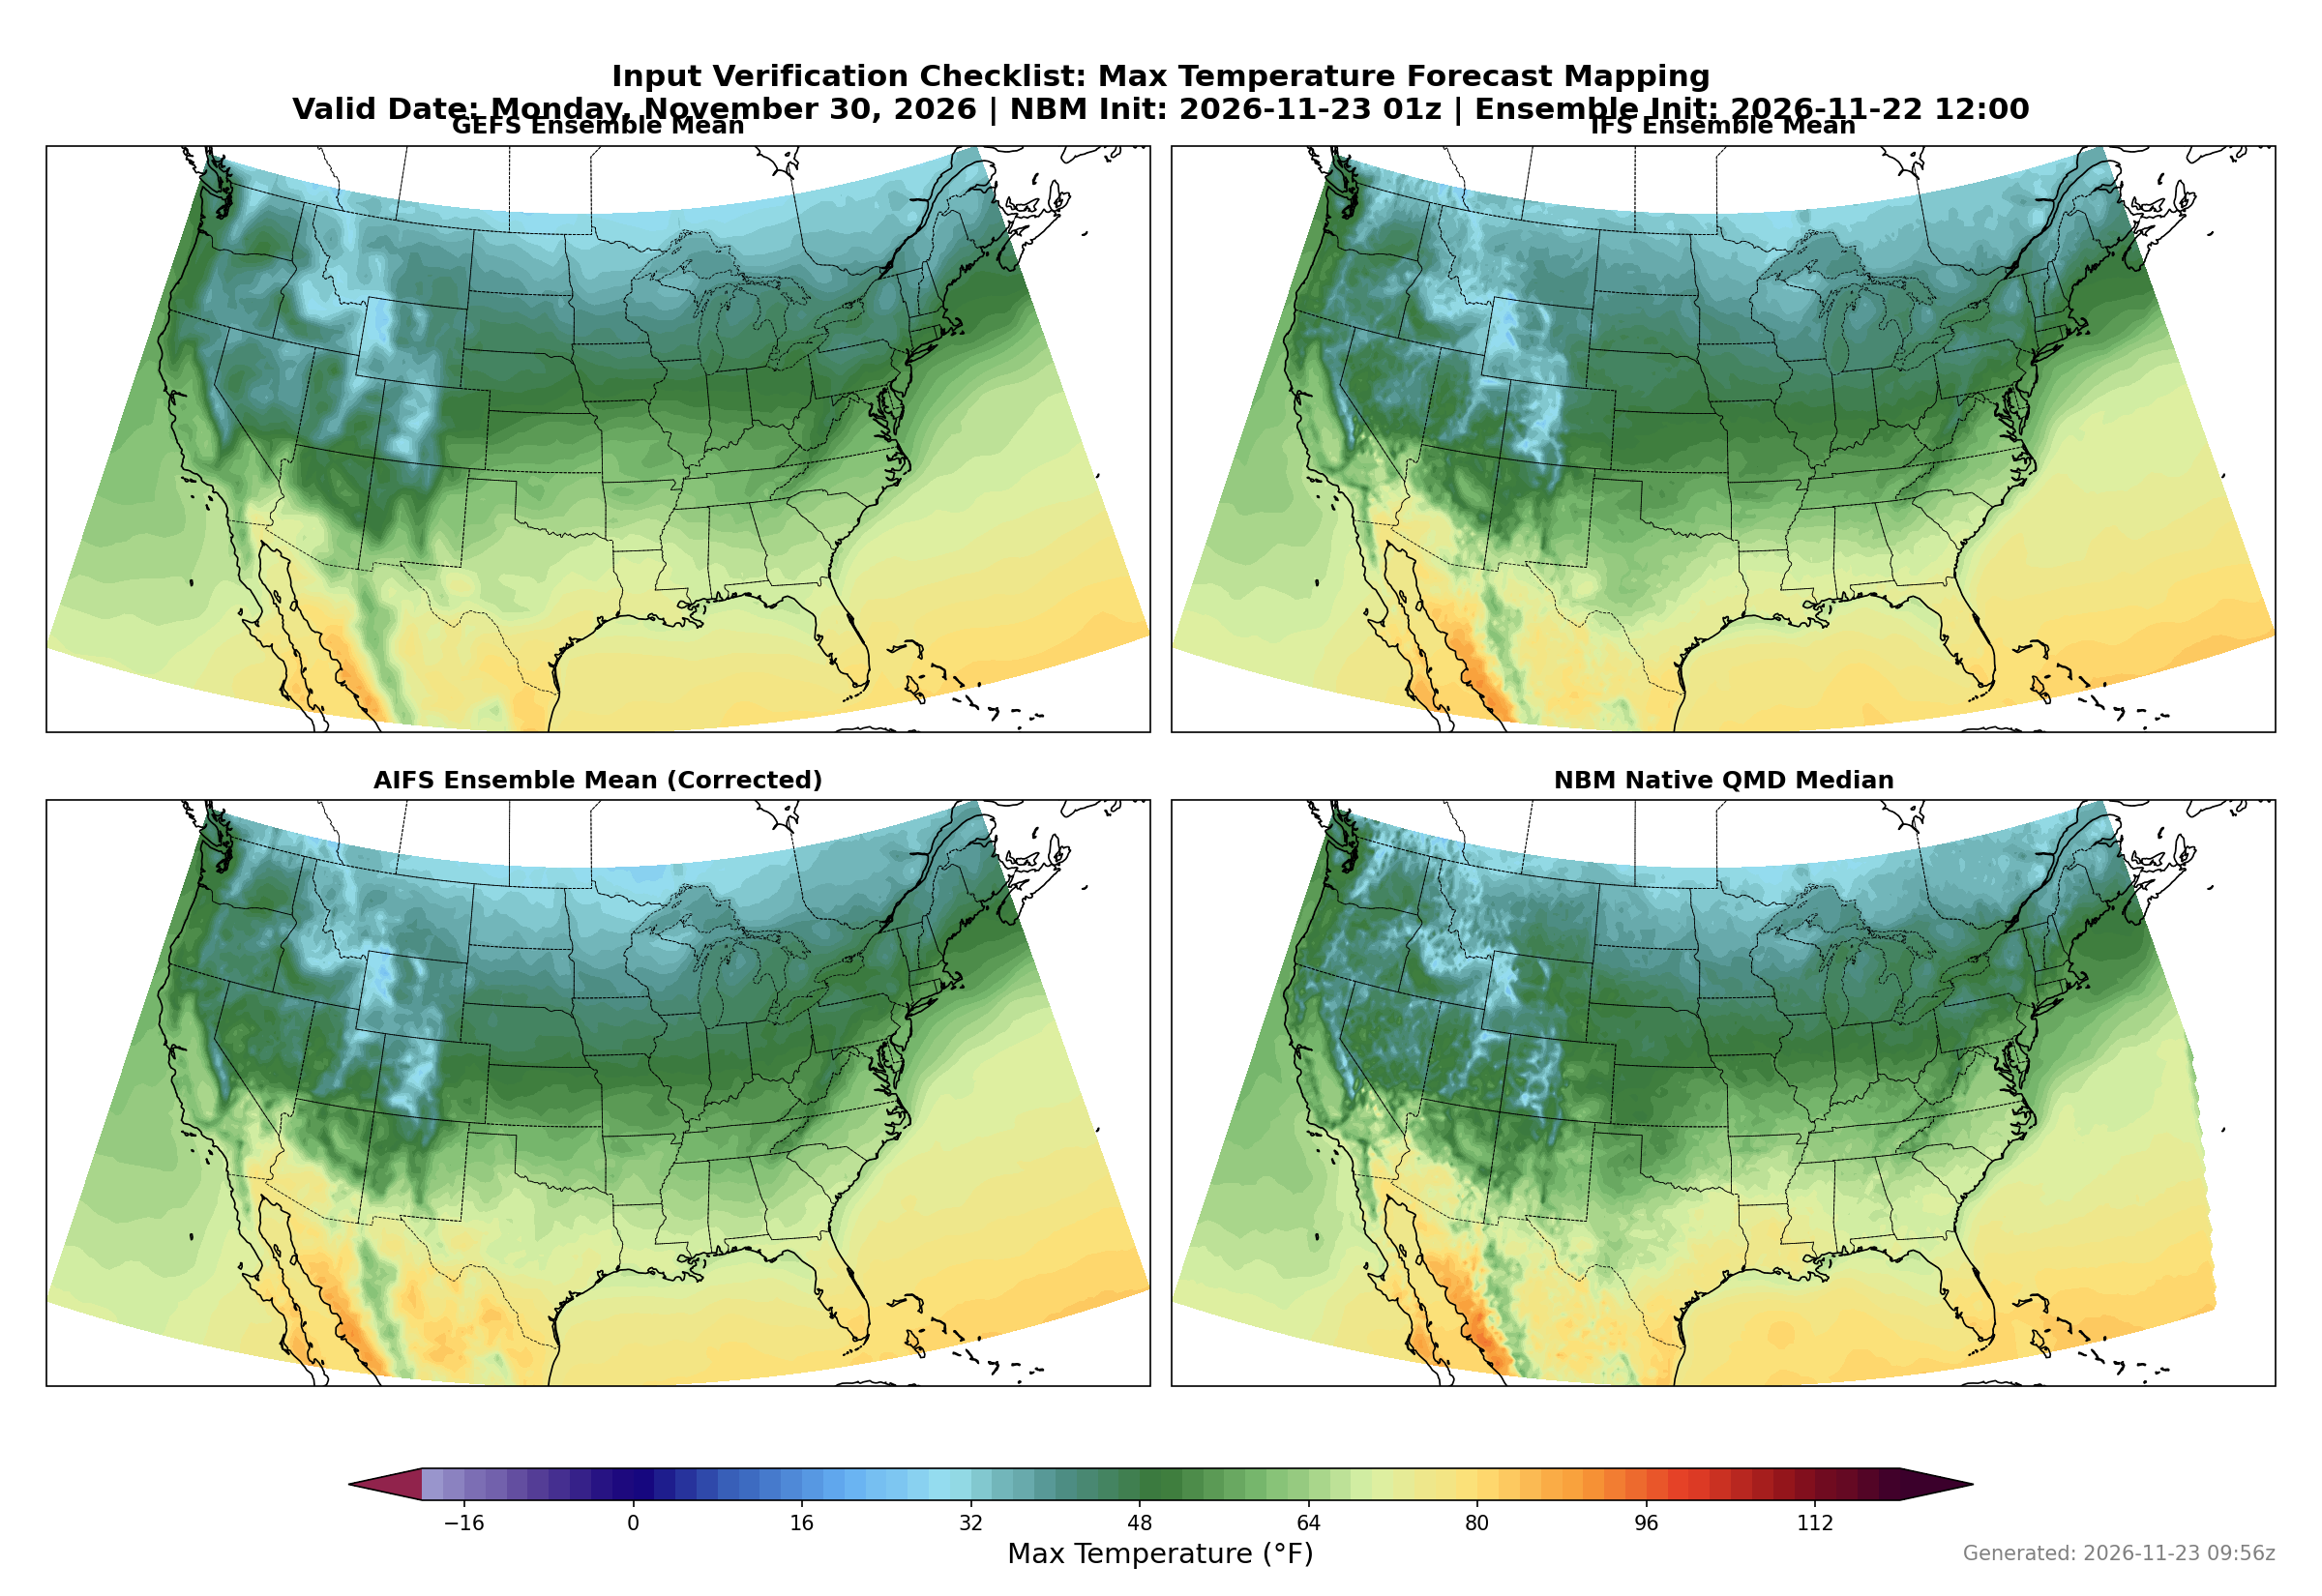 Input Verification Checklist: Max Temperature Forecast Mapping
Valid Date: Monday, November 30, 2026 | NBM Init: 2026-11-23 01z | Ensemble Init: 2026-11-22 12:00
GEFS Ensemble Mean
IFS Ensemble Mean
AIFS Ensemble Mean (Corrected)
NBM Native QMD Median
−16 0 16 32 48 64 80 96 112
Max Temperature (°F)
Generated: 2026-11-23 09:56z